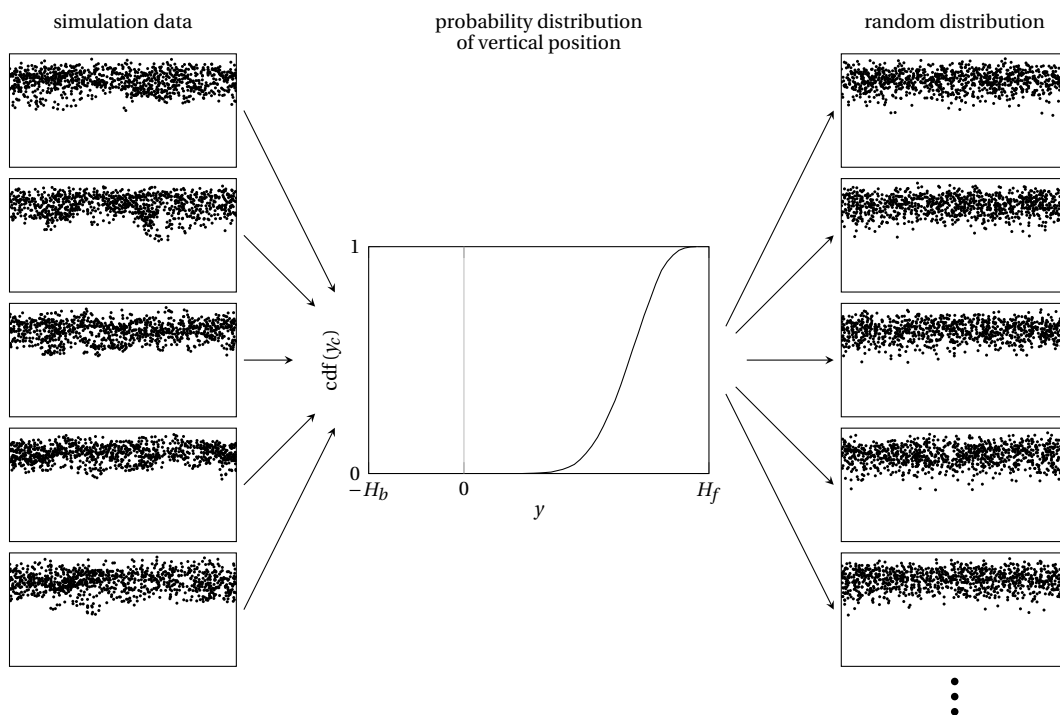 simulation data
probability distribution
of vertical position
random distribution
1
cdf (y_c)
0
−H_b
0
H_f
y